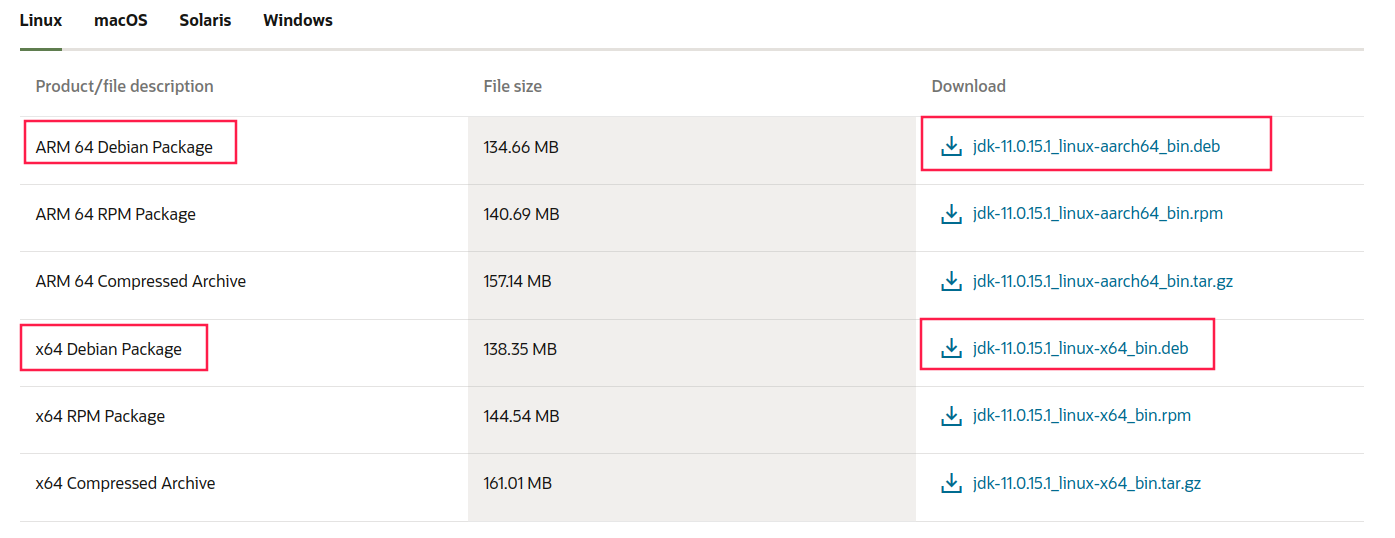 Linux macOS Solaris Windows
Product/file description File size Download
ARM 64 Debian Package 134.66 MB jdk-11.0.15.1_linux-aarch64_bin.deb
ARM 64 RPM Package 140.69 MB jdk-11.0.15.1_linux-aarch64_bin.rpm
ARM 64 Compressed Archive 157.14 MB jdk-11.0.15.1_linux-aarch64_bin.tar.gz
x64 Debian Package 138.35 MB jdk-11.0.15.1_linux-x64_bin.deb
x64 RPM Package 144.54 MB jdk-11.0.15.1_linux-x64_bin.rpm
x64 Compressed Archive 161.01 MB jdk-11.0.15.1_linux-x64_bin.tar.gz